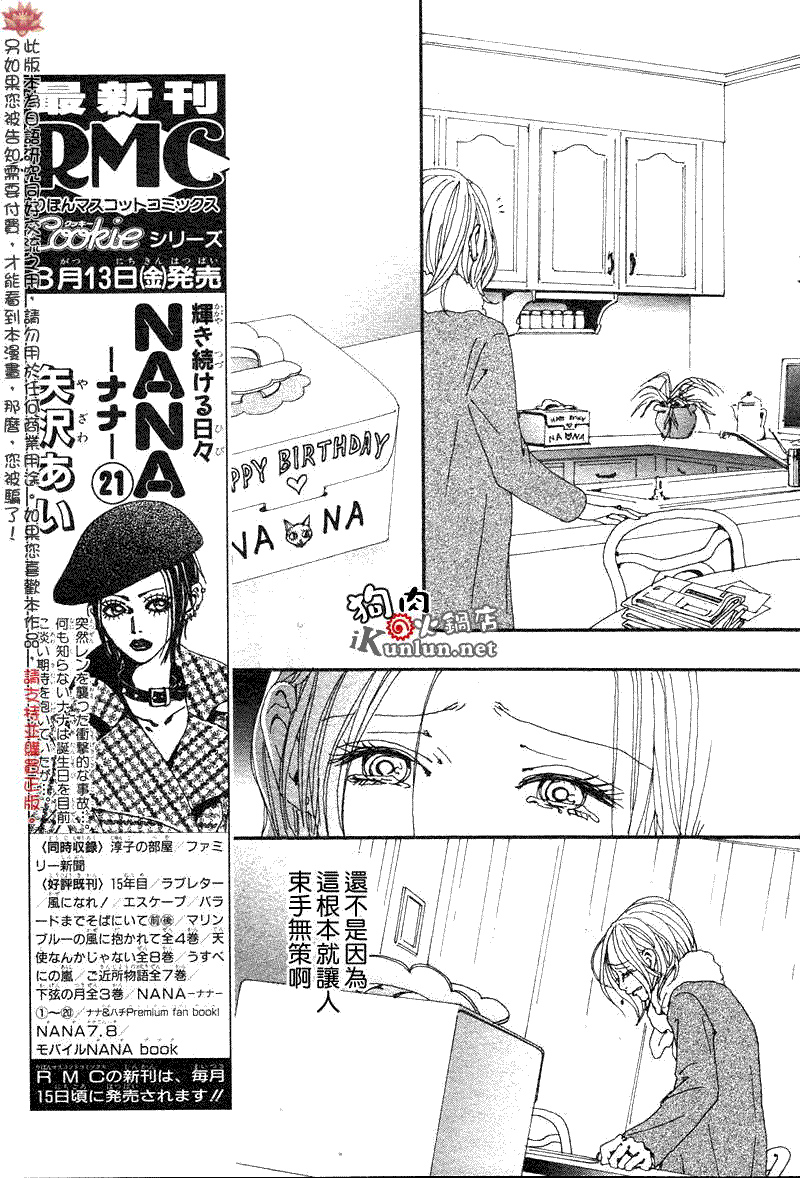 此版本為日語研究同好交流之用，請勿用於任何商業用途。如果您喜歡本作品，請支持並購買正版。
另如果您被告知需要付費，才能看到本漫畫，那麼，您被騙了！
最新刊
RMC
りぼんマスコットコミックス
Cookieシリーズ
クッキー
3月13日(金)発売
輝き続ける日々
NANA
ーナナー
21
矢沢あい
突然レンを襲った衝撃的な事故…。
何も知らないナナは誕生日を目前
に淡い期待を抱いていたが…
〈同時収録〉淳子の部屋／ファミ
リー新聞
〈好評既刊〉15年目／ラブレター
／風になれ！／エスケープ／バラ
ードまでそばにいて前後／マリン
ブルーの風に抱かれて全4巻／天
使なんかじゃない全8巻／うすべ
にの嵐／ご近所物語全7巻／
下弦の月全3巻／NANAーナナー
①〜⑳／ナナ&ハチPremium fan book!
NANA7.8／
モバイルNANA book
RMCの新刊は、毎月
15日頃に発売されます!!
HAPPY BIRTHDAY
NA NA
PPY BIRTHDAY
NA NA
狗肉
火鍋店
iKunlun.net
還不是因為
這根本就讓人
束手無策啊